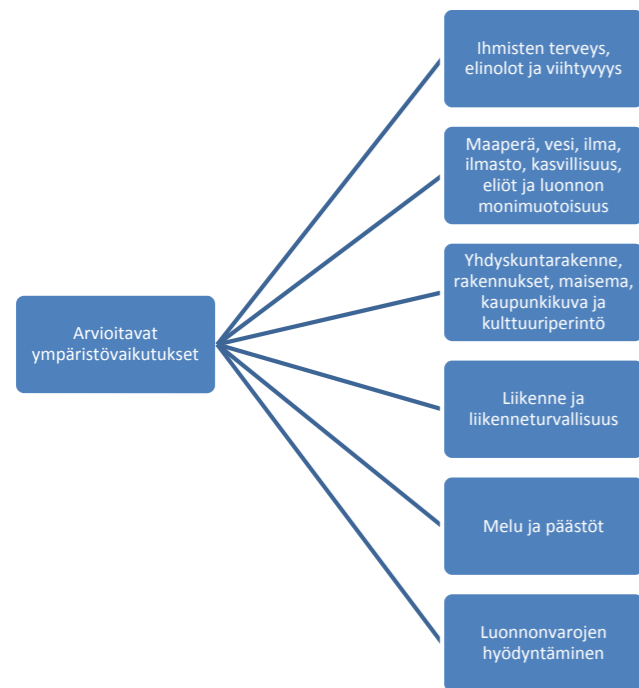 Ihmisten terveys,
elinolot ja viihtyvyys
Maaperä, vesi, ilma,
ilmasto, kasvillisuus,
eliöt ja luonnon
monimuotoisuus
Yhdyskuntarakenne,
rakennukset, maisema,
kaupunkikuva ja
kulttuuriperintö
Arvioitavat
ympäristövaikutukset
Liikenne ja
liikenneturvallisuus
Melu ja päästöt
Luonnonvarojen
hyödyntäminen